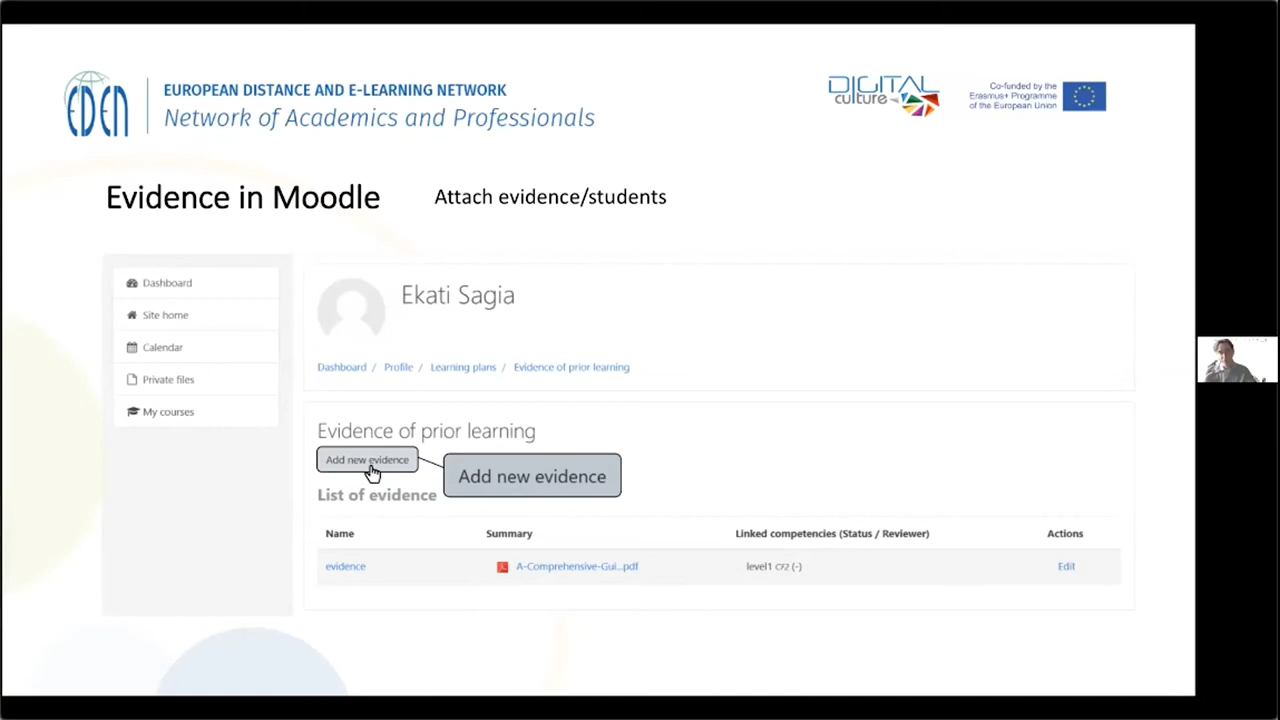 EDEN
EUROPEAN DISTANCE AND E-LEARNING NETWORK
Network of Academics and Professionals
DIGITAL
culture
Co-funded by the
Erasmus+ Programme
of the European Union
Evidence in Moodle
Attach evidence/students
Dashboard
Site home
Calendar
Private files
My courses
Ekati Sagia
Dashboard / Profile / Learning plans / Evidence of prior learning
Evidence of prior learning
Add new evidence
Add new evidence
List of evidence
Name Summary Linked competencies (Status / Reviewer) Actions
evidence A-Comprehensive-Gui...pdf level1 CF2 (-) Edit